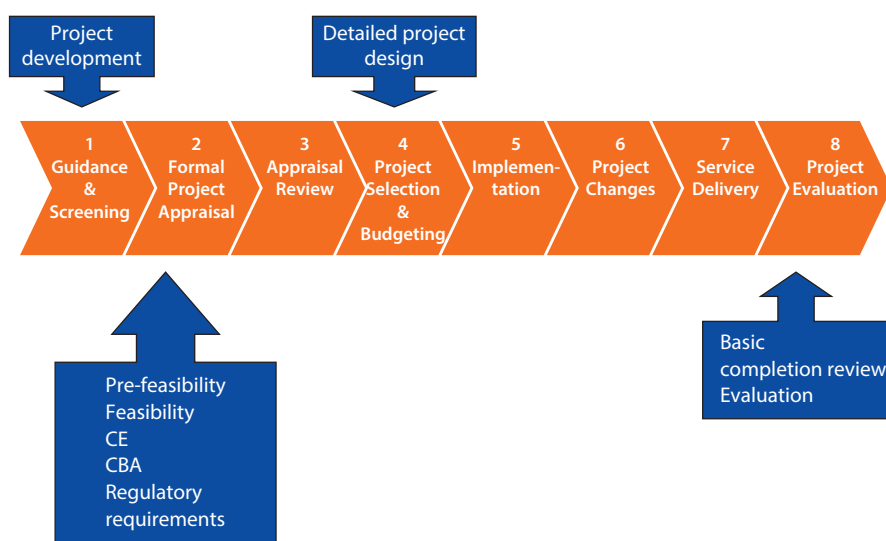 Project
development
Detailed project
design
1
Guidance
&
Screening
2
Formal
Project
Appraisal
3
Appraisal
Review
4
Project
Selection
&
Budgeting
5
Implemen-
tation
6
Project
Changes
7
Service
Delivery
8
Project
Evaluation
Pre-feasibility
Feasibility
CE
CBA
Regulatory
requirements
Basic
completion review
Evaluation